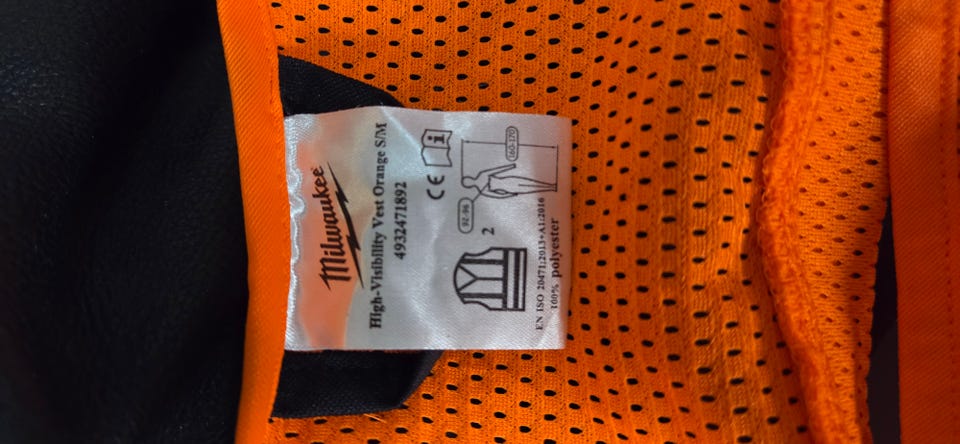 Milwaukee
High-Visibility Vest Orange S/M
4932471892
CE
i
160-170
92-96
2
EN ISO 20471:2013+A1:2016
100% polyester